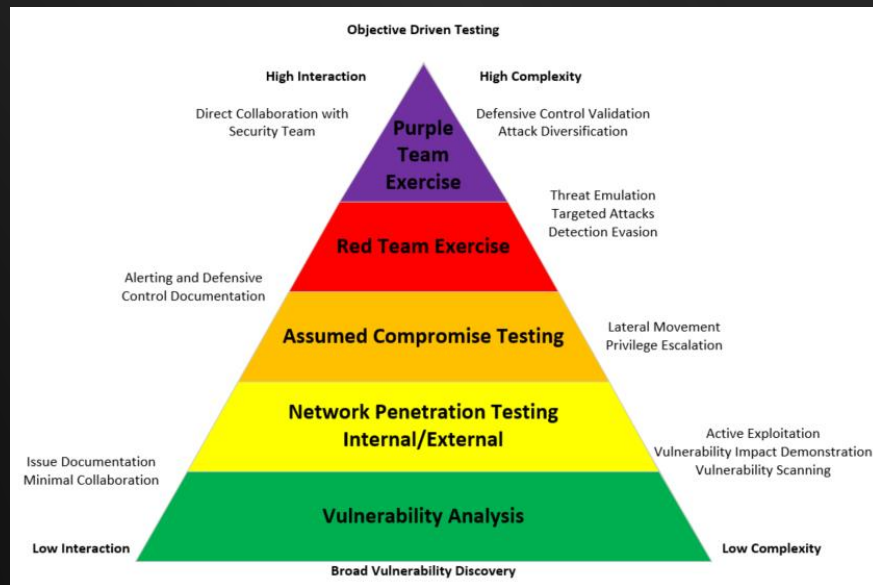 Objective Driven Testing
High Interaction
High Complexity
Direct Collaboration with
Security Team
Defensive Control Validation
Attack Diversification
Purple
Team
Exercise
Threat Emulation
Targeted Attacks
Detection Evasion
Red Team Exercise
Alerting and Defensive
Control Documentation
Assumed Compromise Testing
Lateral Movement
Privilege Escalation
Network Penetration Testing
Internal/External
Active Exploitation
Vulnerability Impact Demonstration
Vulnerability Scanning
Issue Documentation
Minimal Collaboration
Vulnerability Analysis
Low Interaction
Low Complexity
Broad Vulnerability Discovery